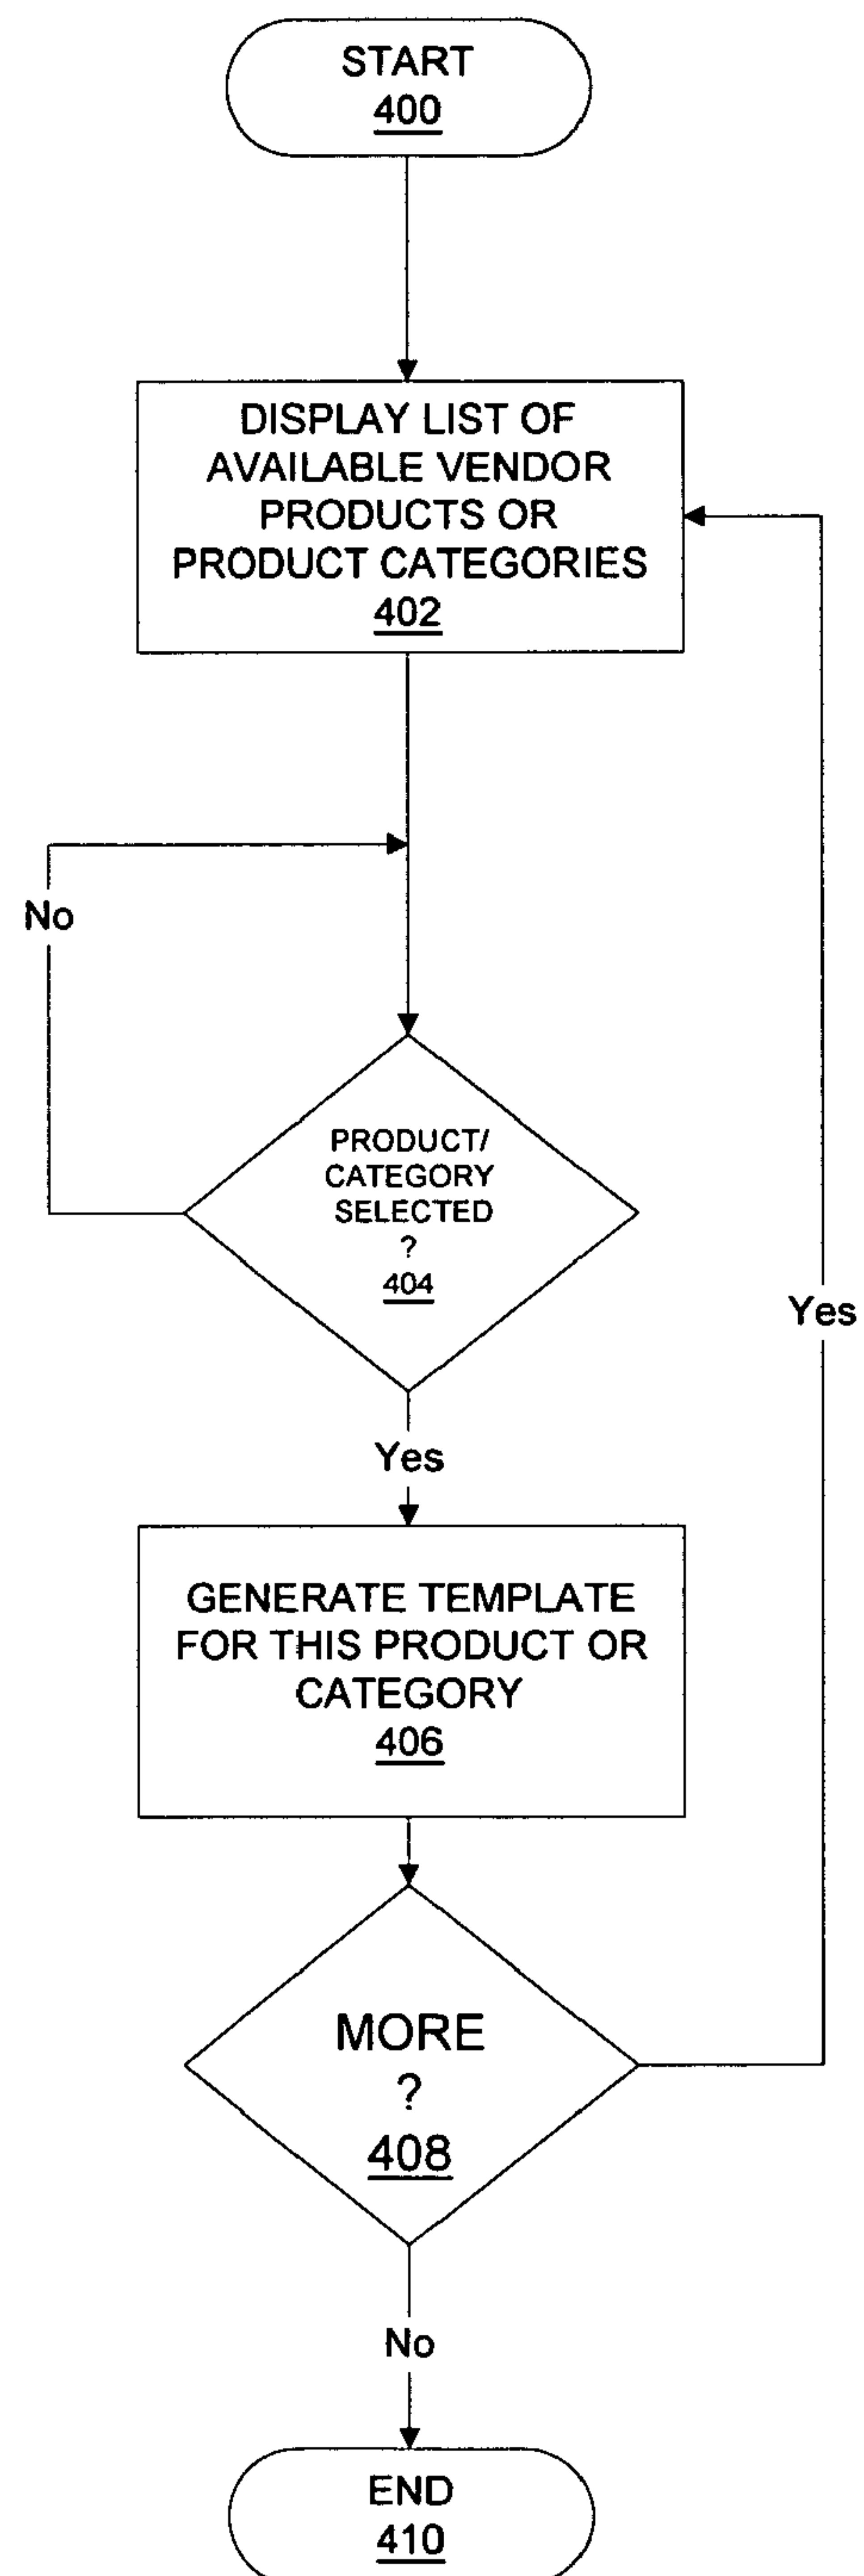 START
400
DISPLAY LIST OF
AVAILABLE VENDOR
PRODUCTS OR
PRODUCT CATEGORIES
402
No
PRODUCT/
CATEGORY
SELECTED
?
404
Yes
Yes
GENERATE TEMPLATE
FOR THIS PRODUCT OR
CATEGORY
406
MORE
?
408
No
END
410